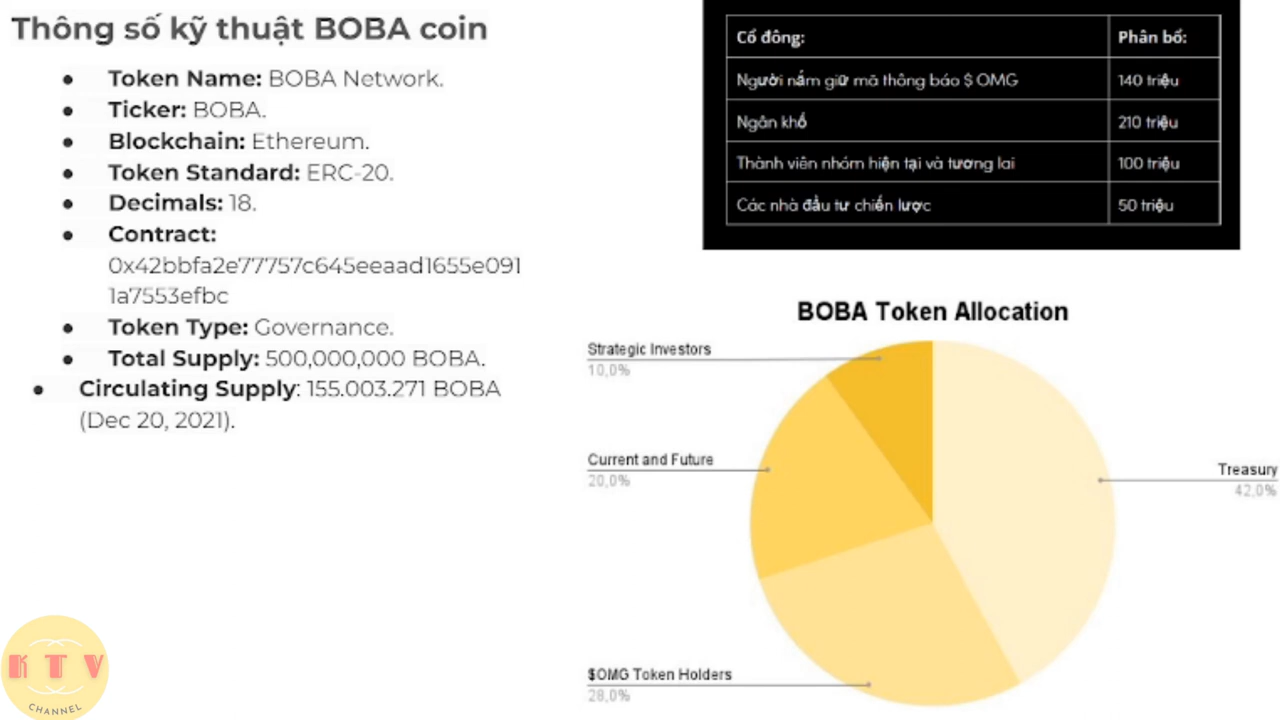 Thông số kỹ thuật BOBA coin
● Token Name: BOBA Network.
● Ticker: BOBA.
● Blockchain: Ethereum.
● Token Standard: ERC-20.
● Decimals: 18.
● Contract:
0x42bbfa2e77757c645eeaad1655e091
1a7553efbc
● Token Type: Governance.
● Total Supply: 500,000,000 BOBA.
● Circulating Supply: 155.003.271 BOBA
(Dec 20, 2021).
Cổ đông: Phân bổ:
Người nắm giữ mã thông báo $ OMG 140 triệu
Ngân khố 210 triệu
Thành viên nhóm hiện tại và tương lai 100 triệu
Các nhà đầu tư chiến lược 50 triệu
BOBA Token Allocation
Strategic Investors
10,0%
Current and Future
20,0%
Treasury
42,0%
$OMG Token Holders
28,0%
KTV
CHANNEL